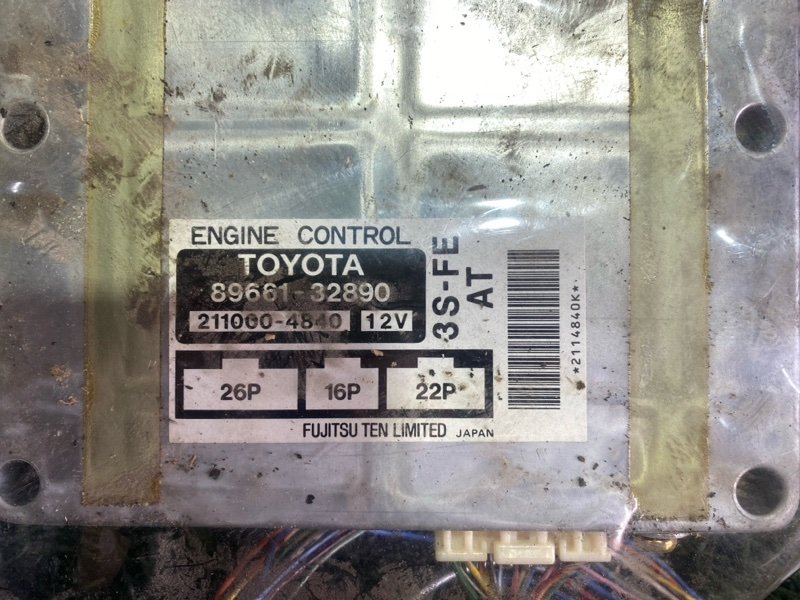 ENGINE CONTROL
TOYOTA
89661-32890
211000-4840 12V
3S-FE
AT
26P 16P 22P
FUJITSU TEN LIMITED JAPAN
*2114840K*